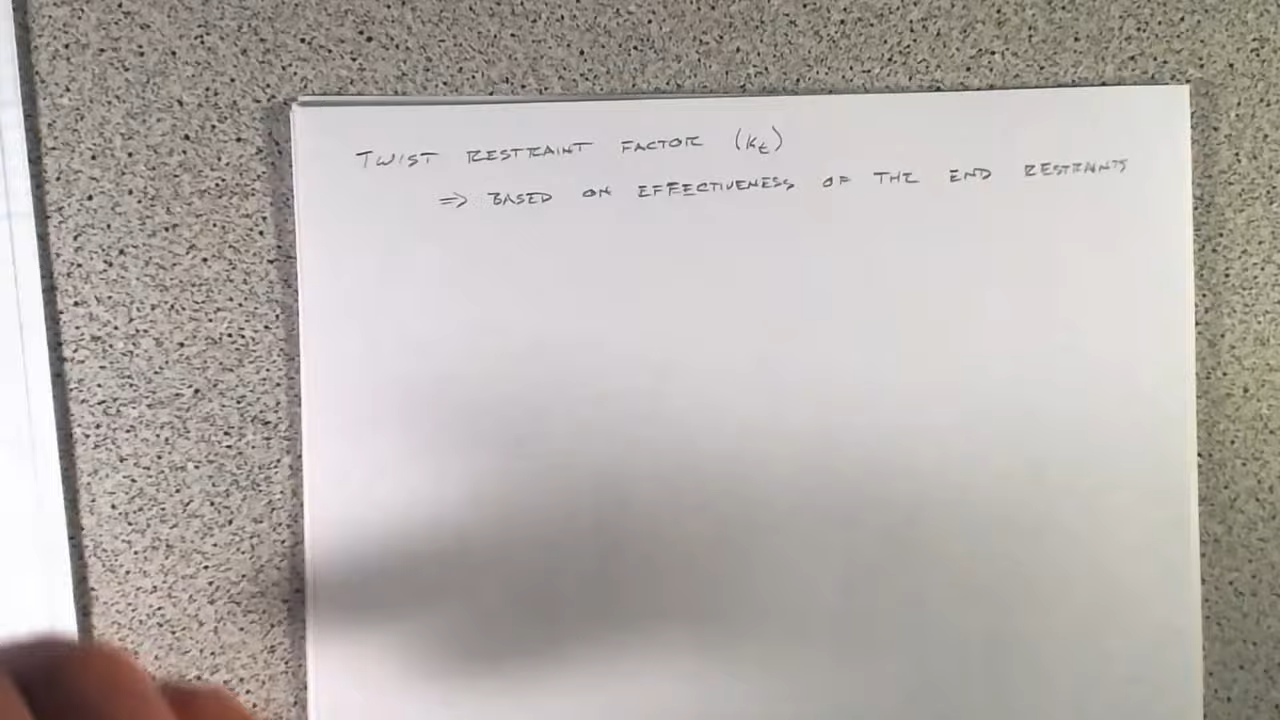 TWIST RESTRAINT FACTOR (kt)
⇒ BASED ON EFFECTIVENESS OF THE END RESTRAINTS